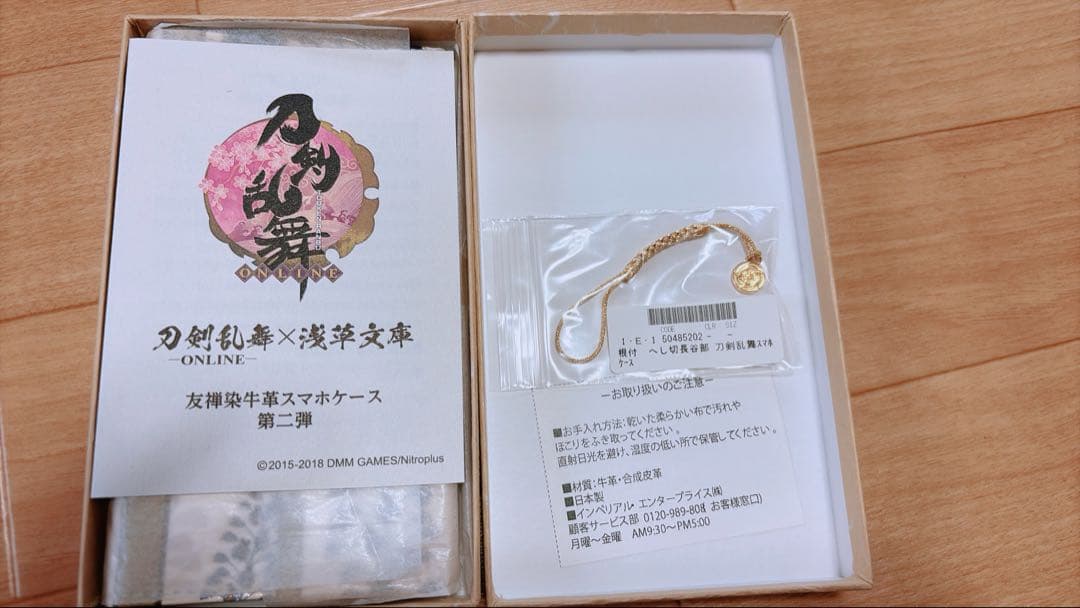 刀剣乱舞
ONLINE
刀剣乱舞×浅草文庫
—ONLINE—
友禅染牛革スマホケース
第二弾
©2015-2018 DMM GAMES/Nitroplus
CODE CLR SIZ
I-E-I 50485202 - -
根付 へし切長谷部 刀剣乱舞スマホ
ケース
ーお取り扱いのご注意ー
■お手入れ方法:乾いた柔らかい布で汚れや
ほこりをふき取ってください。
直射日光を避け、湿度の低い所で保管してください。
■材質:牛革・合成皮革
■日本製
■インペリアル・エンタープライズ㈱
顧客サービス部 0120-989-808 お客様窓口)
月曜～金曜 AM9:30～PM5:00